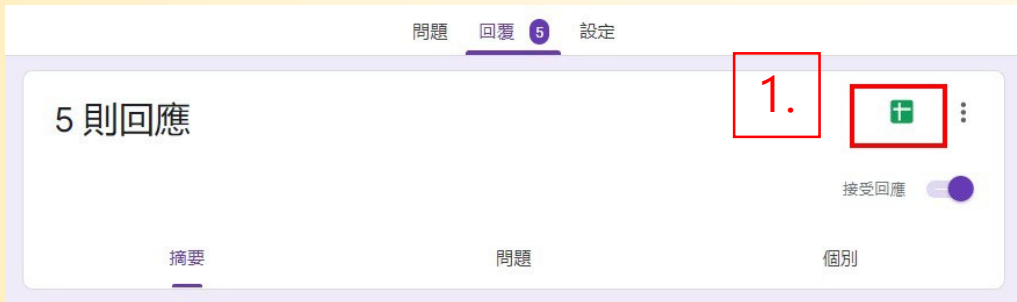 問題 回覆 5 設定
5 則回應
1.
接受回應
摘要 問題 個別